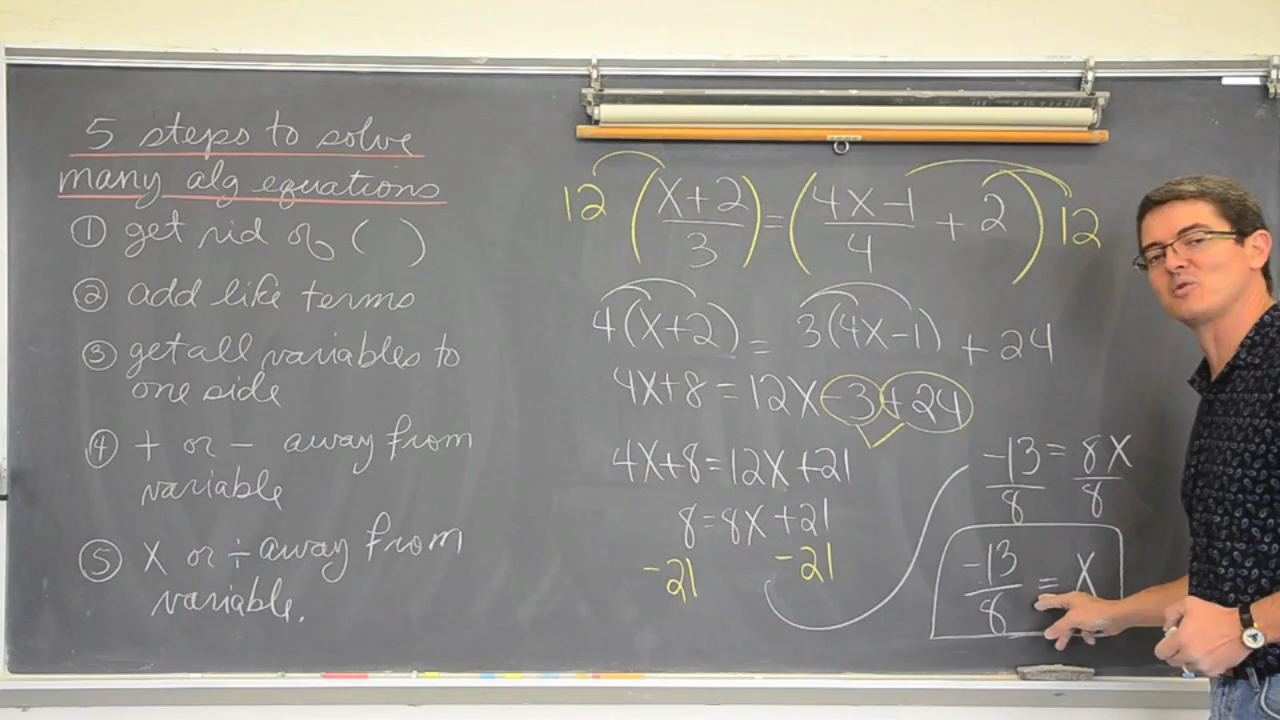 5 steps to solve
many alg equations
① get rid of ( )
② add like terms
③ get all variables to
one side
④ + or − away from
variable
⑤ X or ÷ away from
variable.
12 (X+2/3) = (4X−1/4 + 2) 12
4(X+2) = 3(4X−1) + 24
4X+8 = 12X −3 +24
4X+8 = 12X +21
8 = 8X +21
−21 −21
−13/8 = 8X/8
−13/8 = X